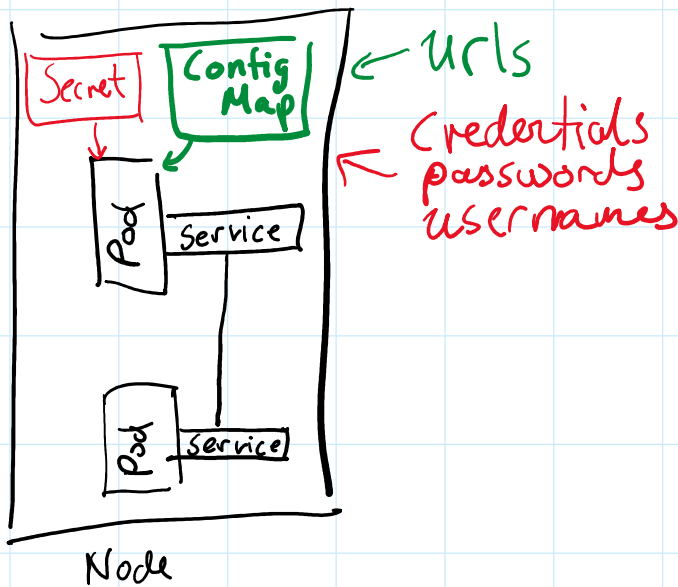 Secret
Config
Map
urls
Credentials
passwords
usernames
Pod
Service
Pod
Service
Node